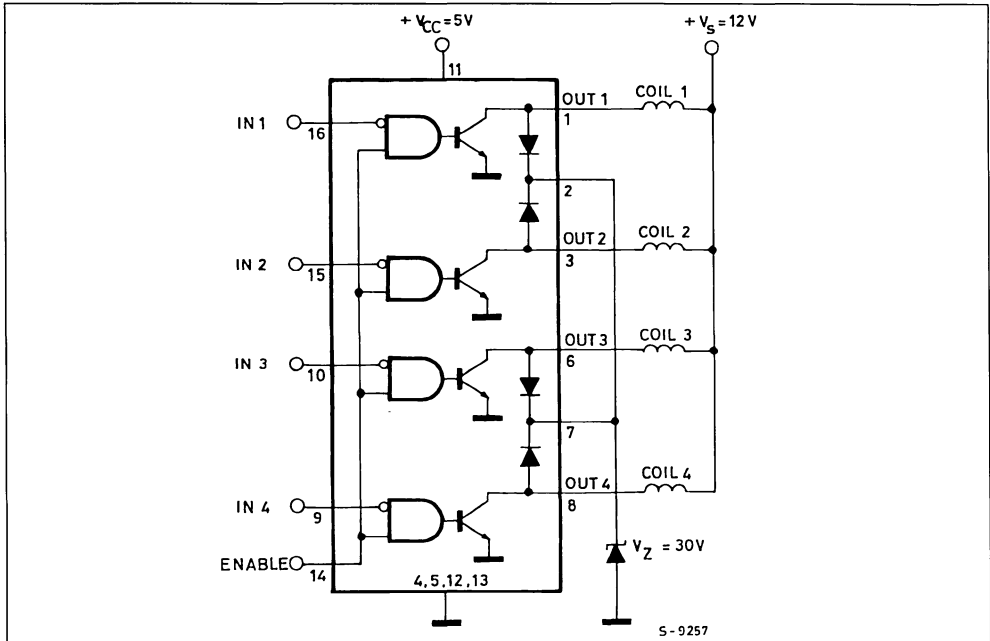 + VCC = 5V
+ VS = 12V
11
OUT 1
COIL 1
IN 1
16
1
2
OUT 2
COIL 2
IN 2
15
3
OUT 3
COIL 3
IN 3
10
6
7
OUT 4
COIL 4
IN 4
9
8
ENABLE
14
VZ = 30V
4,5,12,13
S-9257